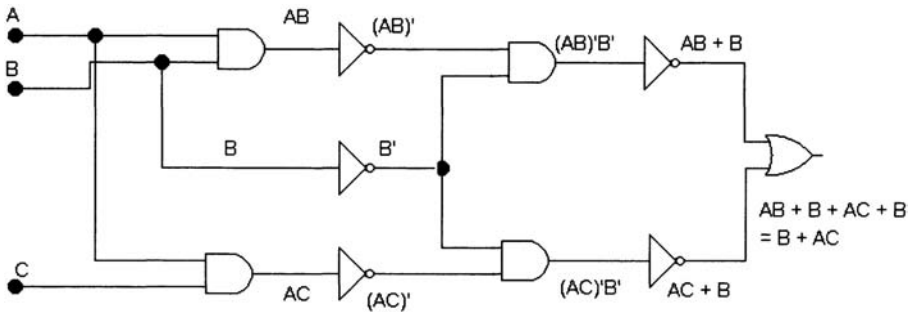 A
AB
(AB)'
(AB)'B'
AB + B
B
B
B'
AB + B + AC + B
= B + AC
C
AC
(AC)'
(AC)'B'
AC + B